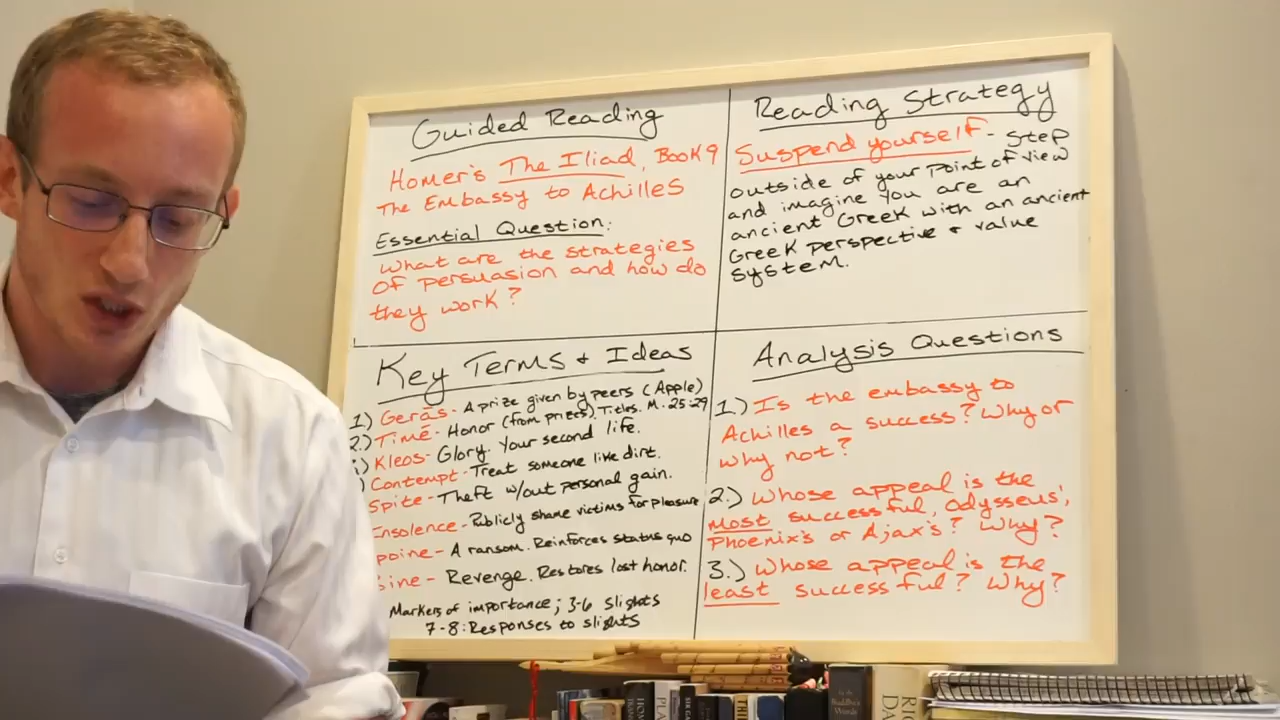 Guided Reading
Homer's The Iliad, Book 9
The Embassy to Achilles
Essential Question:
What are the strategies
of persuasion and how do
they work?
Reading Strategy
Suspend yourself - Step
outside of your point of view
and imagine you are an
ancient Greek with an ancient
Greek perspective + value
system.
Key Terms + Ideas
1) Gerās - A prize given by peers (Apple)
2.) Timē - Honor (from prizes) Titles. M. 25:29
) Kleos - Glory. Your second life.
) Contempt - Treat someone like dirt.
Spite - Theft w/out personal gain.
Insolence - Publicly shame victims for pleasure
poine - A ransom. Reinforces status quo
- Revenge. Restores lost honor.
Markers of importance; 3-6 slights
7-8: Responses to slights
Analysis Questions
1.) Is the embassy to
Achilles a success? Why or
why not?
2.) Whose appeal is the
most successful, Odysseus',
Phoenix's or Ajax's? Why?
3.) Whose appeal is the
least successful? Why?